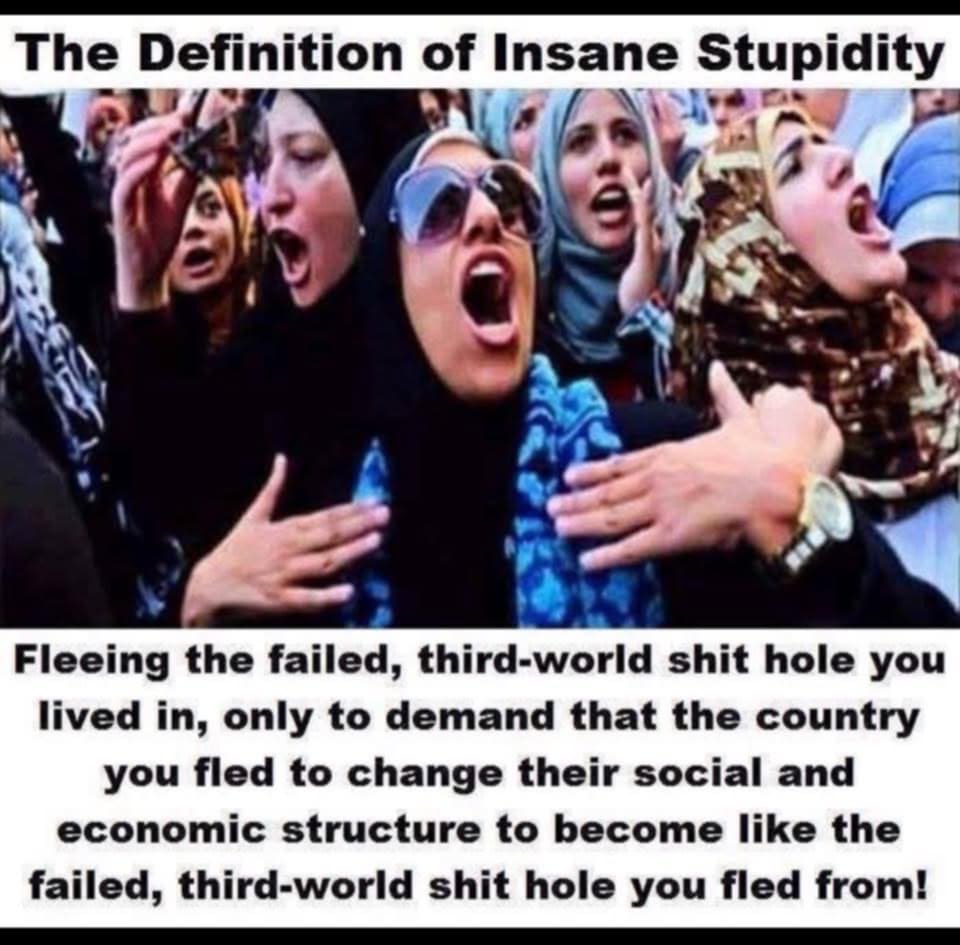 The Definition of Insane Stupidity
Fleeing the failed, third-world shit hole you
lived in, only to demand that the country
you fled to change their social and
economic structure to become like the
failed, third-world shit hole you fled from!